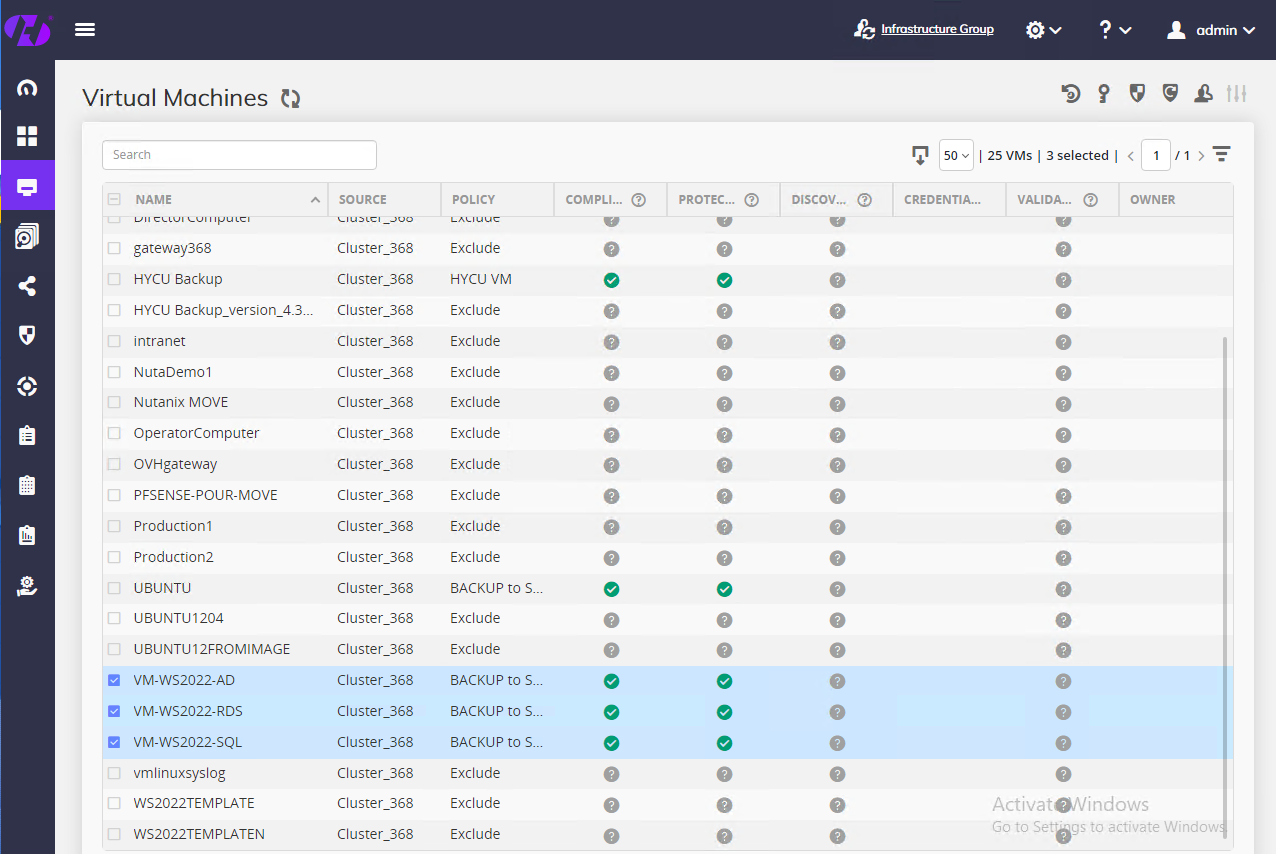 Infrastructure Group
? admin
Virtual Machines
Search
50 | 25 VMs | 3 selected | < 1 / 1 >
NAME SOURCE POLICY COMPLI... ? PROTEC... ? DISCOV... ? CREDENTIA... VALIDA... ? OWNER
DirectorComputer Cluster_368 Exclude ? ? ? ?
gateway368 Cluster_368 Exclude ? ? ? ?
HYCU Backup Cluster_368 HYCU VM ? ?
HYCU Backup_version_4.3... Cluster_368 Exclude ? ? ? ?
intranet Cluster_368 Exclude ? ? ? ?
NutaDemo1 Cluster_368 Exclude ? ? ? ?
Nutanix MOVE Cluster_368 Exclude ? ? ? ?
OperatorComputer Cluster_368 Exclude ? ? ? ?
OVHgateway Cluster_368 Exclude ? ? ? ?
PFSENSE-POUR-MOVE Cluster_368 Exclude ? ? ? ?
Production1 Cluster_368 Exclude ? ? ? ?
Production2 Cluster_368 Exclude ? ? ? ?
UBUNTU Cluster_368 BACKUP to S... ? ?
UBUNTU1204 Cluster_368 Exclude ? ? ? ?
UBUNTU12FROMIMAGE Cluster_368 Exclude ? ? ? ?
VM-WS2022-AD Cluster_368 BACKUP to S... ? ?
VM-WS2022-RDS Cluster_368 BACKUP to S... ? ?
VM-WS2022-SQL Cluster_368 BACKUP to S... ? ?
vmlinuxsyslog Cluster_368 Exclude ? ? ? ?
WS2022TEMPLATE Cluster_368 Exclude ? ? ? ?
WS2022TEMPLATEN Cluster_368 Exclude ? ? ? ?
Activate Windows
Go to Settings to activate Windows.